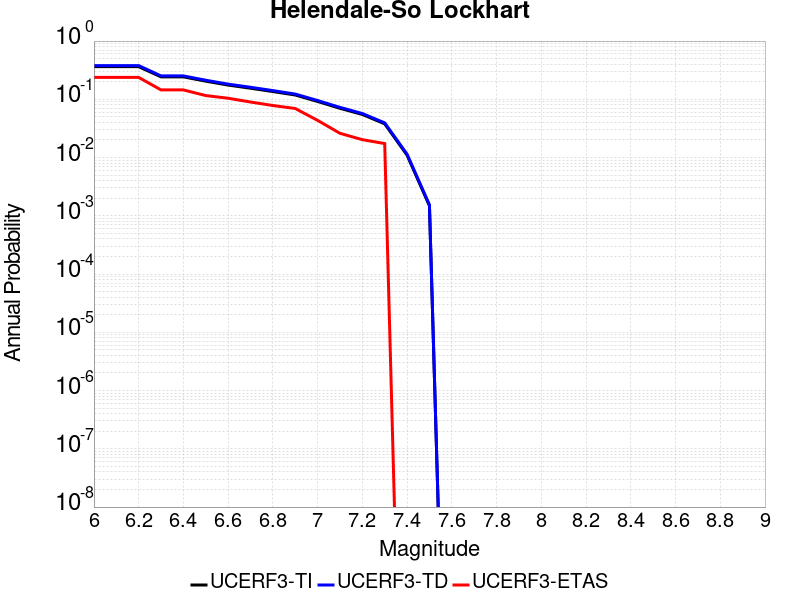 Helendale-So Lockhart
10^0
10^-1
10^-2
10^-3
10^-4
10^-5
10^-6
10^-7
10^-8
Annual Probability
6 6.2 6.4 6.6 6.8 7 7.2 7.4 7.6 7.8 8 8.2 8.4 8.6 8.8 9
Magnitude
UCERF3-TI UCERF3-TD UCERF3-ETAS